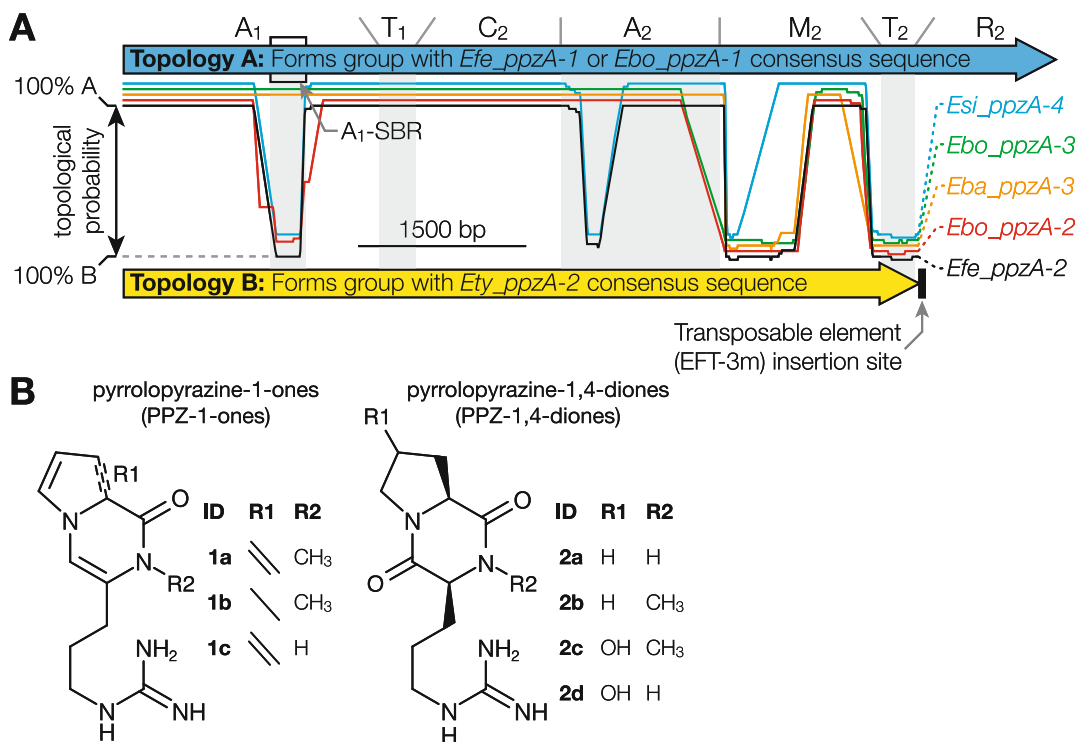 A
A1 T1 C2 A2 M2 T2 R2
Topology A: Forms group with Efe_ppzA-1 or Ebo_ppzA-1 consensus sequence
100% A
A1-SBR
topological
probability
1500 bp
Esi_ppzA-4
Ebo_ppzA-3
Eba_ppzA-3
Ebo_ppzA-2
Efe_ppzA-2
100% B
Topology B: Forms group with Ety_ppzA-2 consensus sequence
Transposable element
(EFT-3m) insertion site
B
pyrrolopyrazine-1-ones
(PPZ-1-ones)
R1
O
N
N
R2
NH2
N
H
NH
ID R1 R2
1a CH3
1b CH3
1c H
pyrrolopyrazine-1,4-diones
(PPZ-1,4-diones)
R1
N
O
O
N
R2
NH2
N
H
NH
ID R1 R2
2a H H
2b H CH3
2c OH CH3
2d OH H